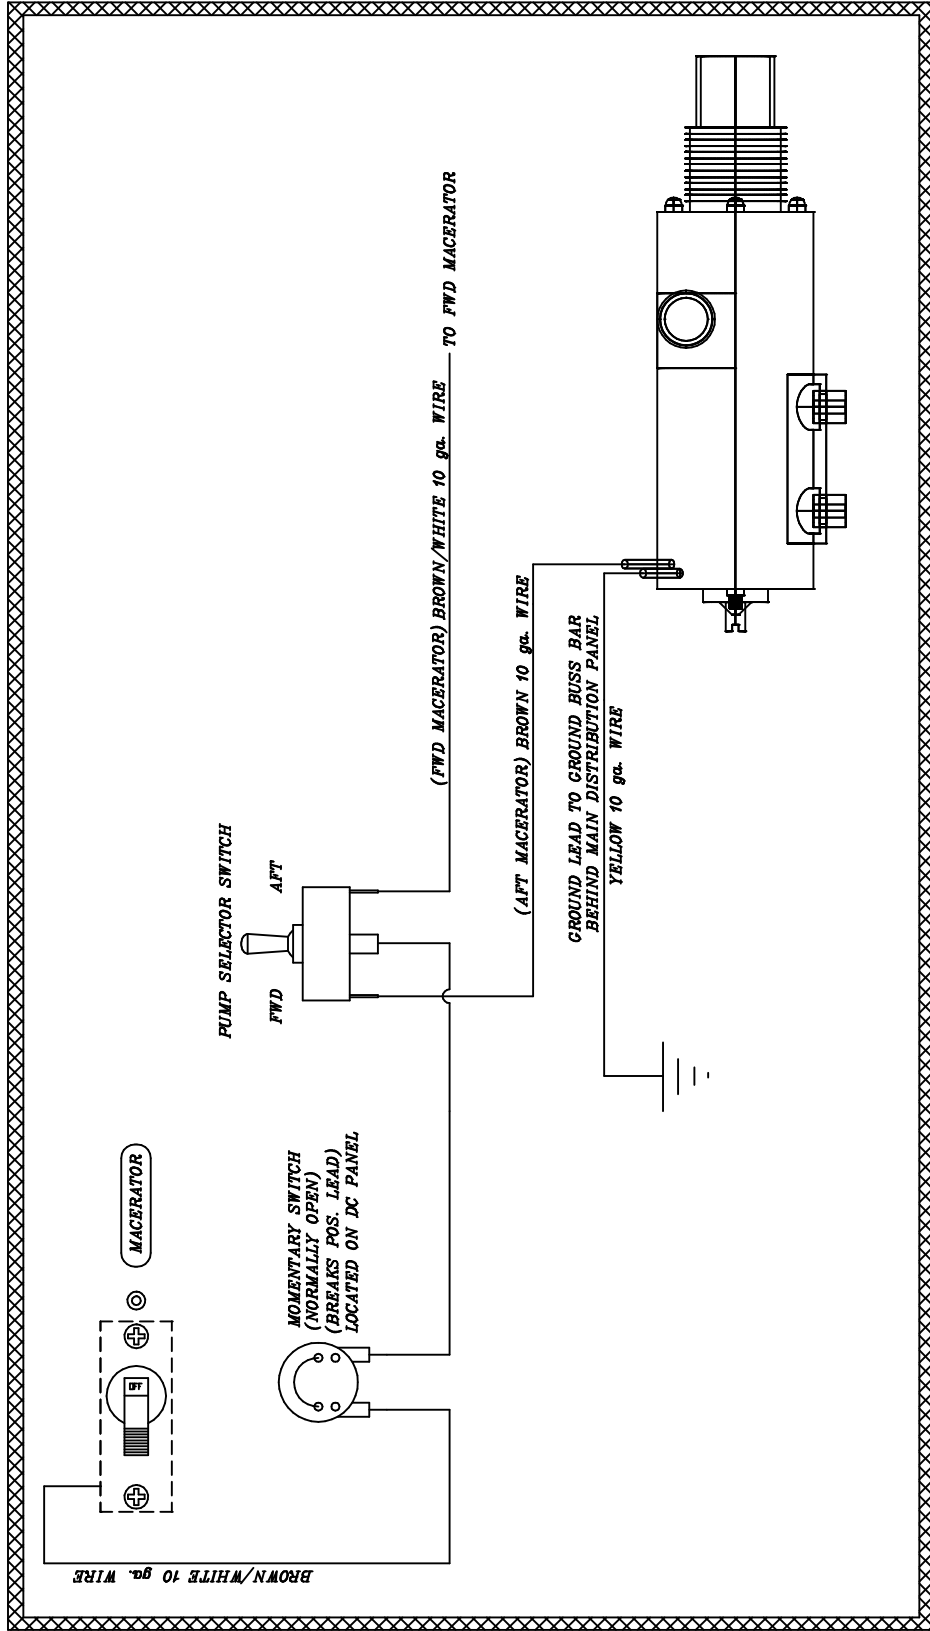 BROWN/WHITE 10 ga. WIRE
OFF
MACERATOR
MOMENTARY SWITCH
(NORMALLY OPEN)
(BREAKS POS. LEAD)
LOCATED ON DC PANEL
PUMP SELECTOR SWITCH
FWD
AFT
(FWD MACERATOR) BROWN/WHITE 10 ga. WIRE
TO FWD MACERATOR
(AFT MACERATOR) BROWN 10 ga. WIRE
GROUND LEAD TO GROUND BUSS BAR
BEHIND MAIN DISTRIBUTION PANEL
YELLOW 10 ga. WIRE